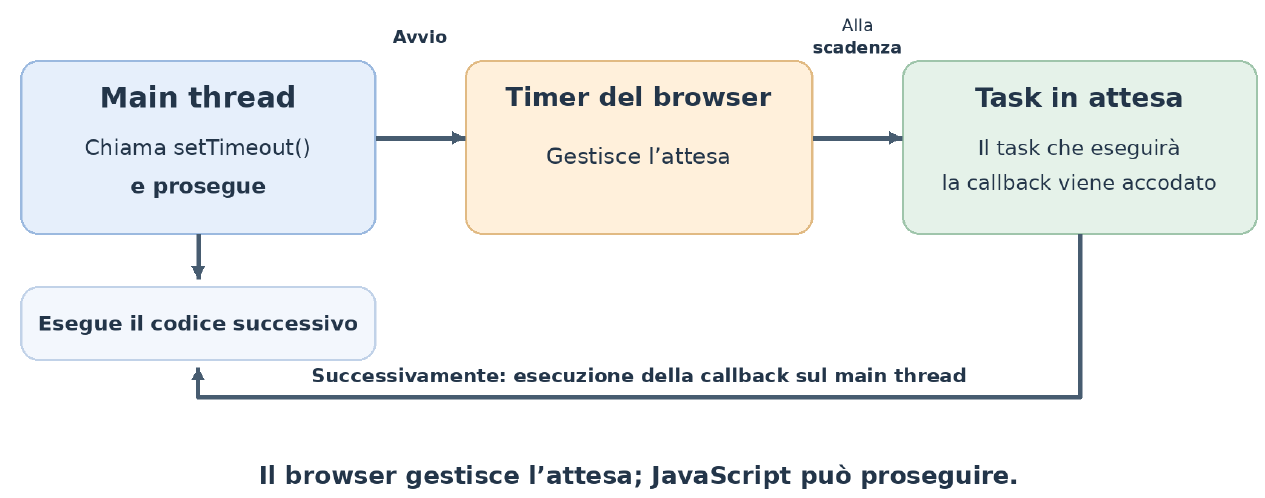 Avvio
Alla
scadenza
Main thread
Chiama setTimeout()
e prosegue
Timer del browser
Gestisce l’attesa
Task in attesa
Il task che eseguirà
la callback viene accodato
Esegue il codice successivo
Successivamente: esecuzione della callback sul main thread
Il browser gestisce l’attesa; JavaScript può proseguire.